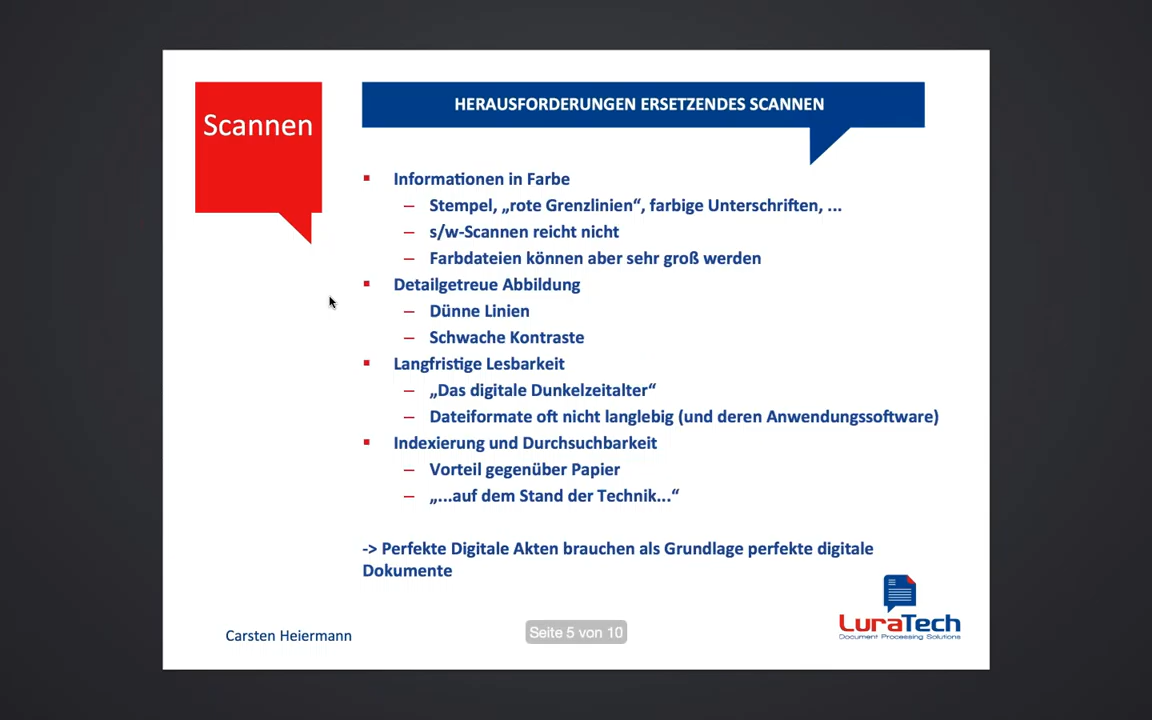 Scannen
HERAUSFORDERUNGEN ERSETZENDES SCANNEN
▪ Informationen in Farbe
– Stempel, „rote Grenzlinien“, farbige Unterschriften, ...
– s/w-Scannen reicht nicht
– Farbdateien können aber sehr groß werden
▪ Detailgetreue Abbildung
– Dünne Linien
– Schwache Kontraste
▪ Langfristige Lesbarkeit
– „Das digitale Dunkelzeitalter“
– Dateiformate oft nicht langlebig (und deren Anwendungssoftware)
▪ Indexierung und Durchsuchbarkeit
– Vorteil gegenüber Papier
– „...auf dem Stand der Technik...“
-> Perfekte Digitale Akten brauchen als Grundlage perfekte digitale
Dokumente
Carsten Heiermann
Seite 5 von 10
LuraTech
Document Processing Solutions